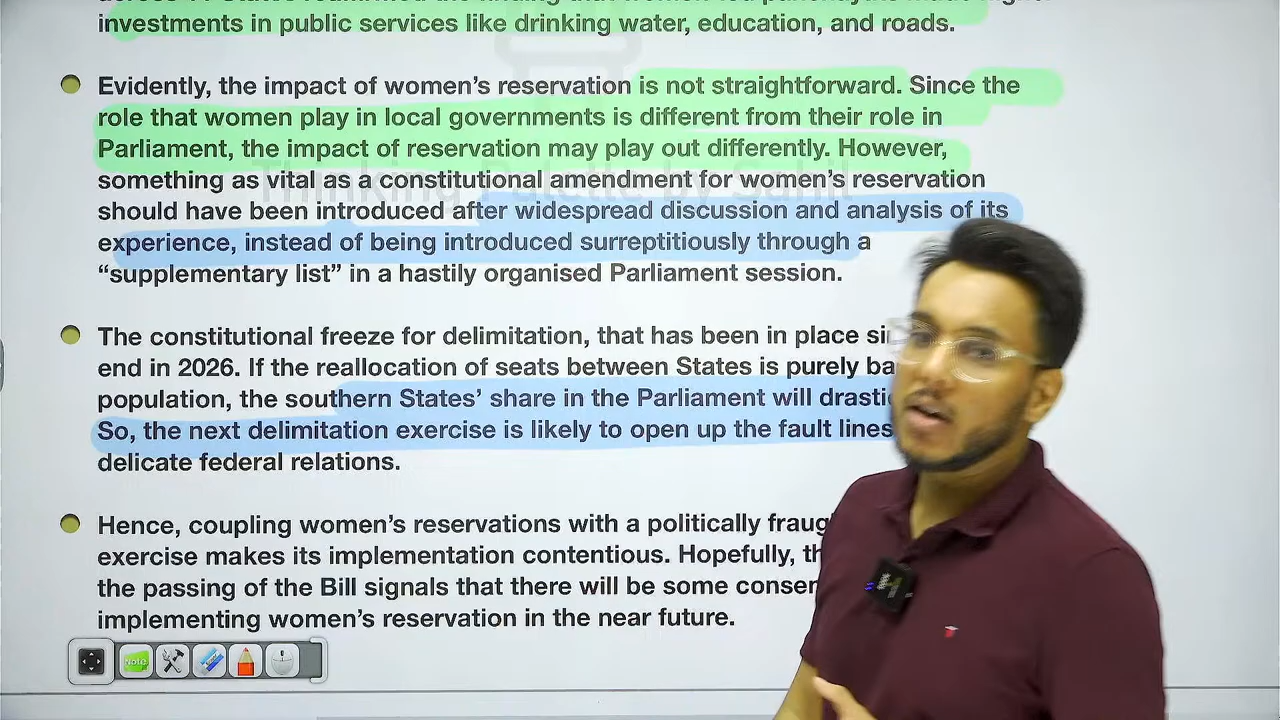 investments in public services like drinking water, education, and roads.
Evidently, the impact of women's reservation is not straightforward. Since the
role that women play in local governments is different from their role in
Parliament, the impact of reservation may play out differently. However,
something as vital as a constitutional amendment for women's reservation
should have been introduced after widespread discussion and analysis of its
experience, instead of being introduced surreptitiously through a
“supplementary list” in a hastily organised Parliament session.
The constitutional freeze for delimitation, that has been in place
end in 2026. If the reallocation of seats between States is purely
population, the southern States' share in the Parliament will
So, the next delimitation exercise is likely to open up the fault lines
delicate federal relations.
Hence, coupling women's reservations with a politically
exercise makes its implementation contentious. Hopefully,
the passing of the Bill signals that there will be some
implementing women's reservation in the near future.
Thinking Palette by Sahil
Note